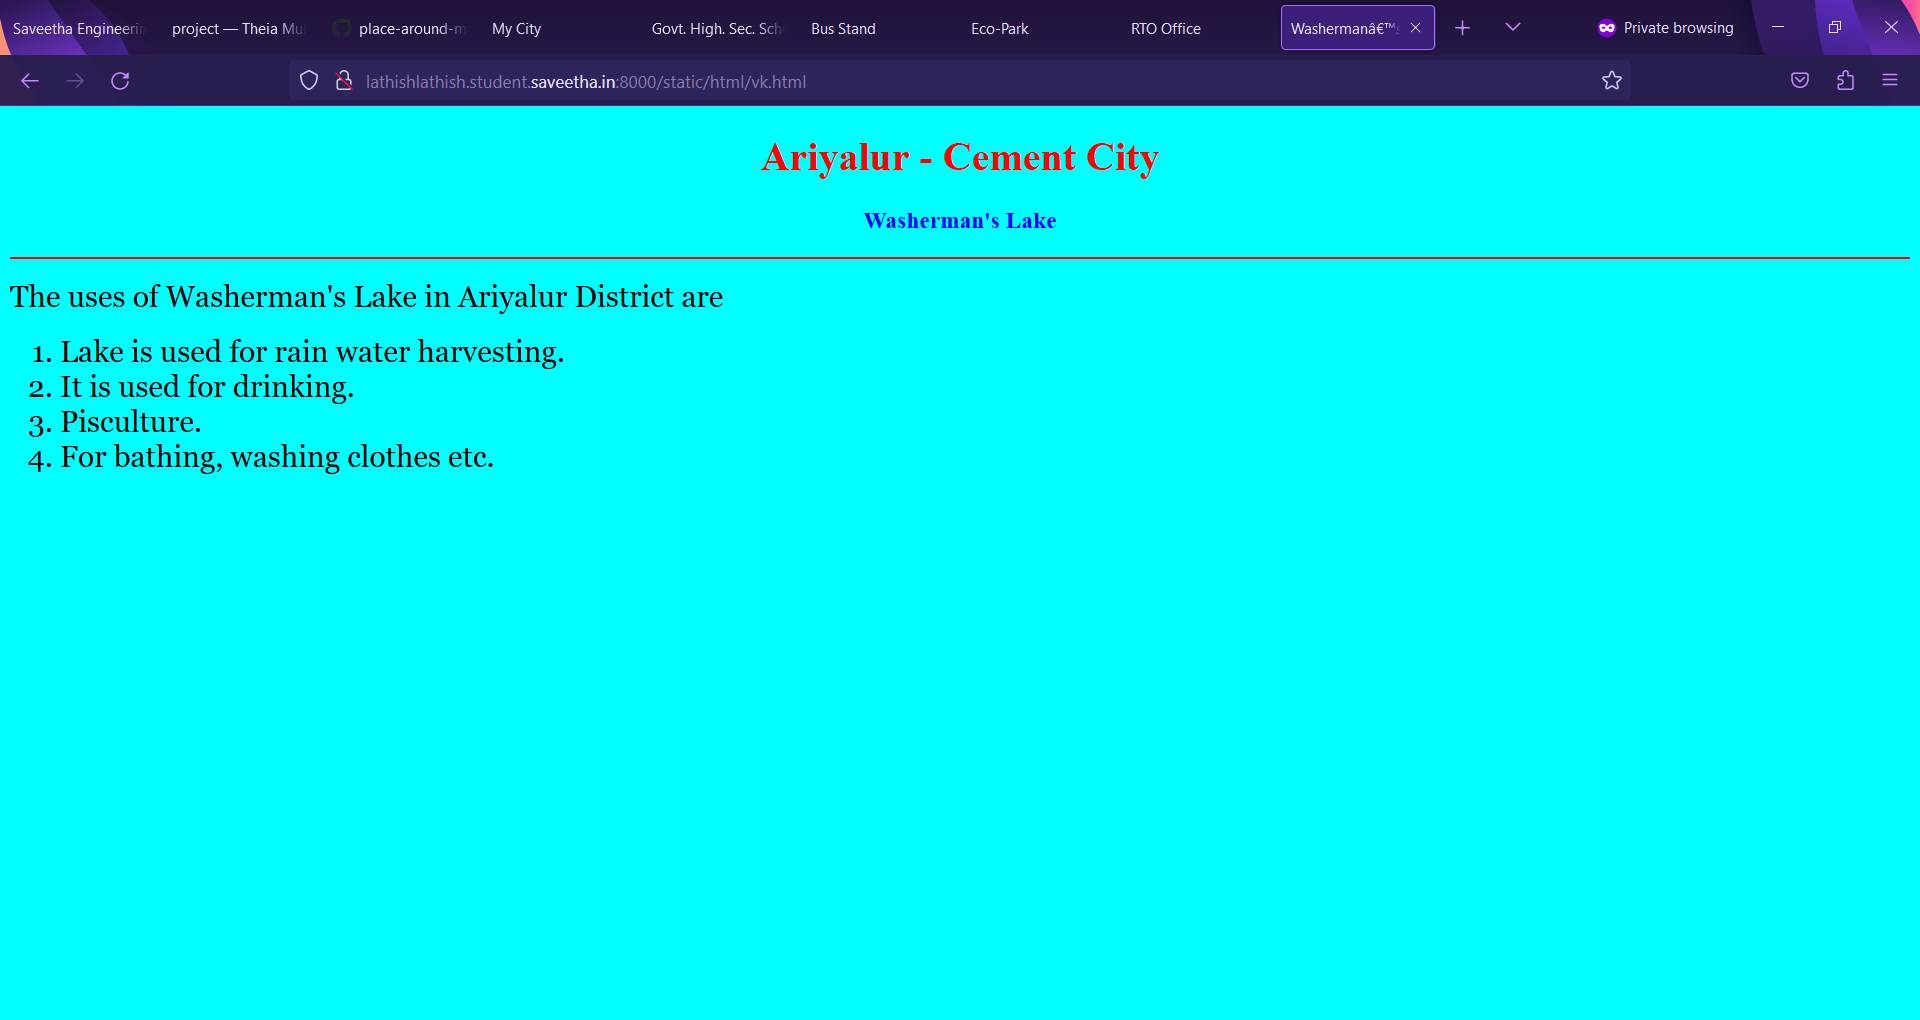 Saveetha Engineerin
project — Theia Mul
place-around-m
My City
Govt. High. Sec. Sch
Bus Stand
Eco-Park
RTO Office
Washermanâ€™
Private browsing
lathishlathish.student.saveetha.in:8000/static/html/vk.html
Ariyalur - Cement City
Washerman's Lake
The uses of Washerman's Lake in Ariyalur District are
1. Lake is used for rain water harvesting.
2. It is used for drinking.
3. Pisculture.
4. For bathing, washing clothes etc.